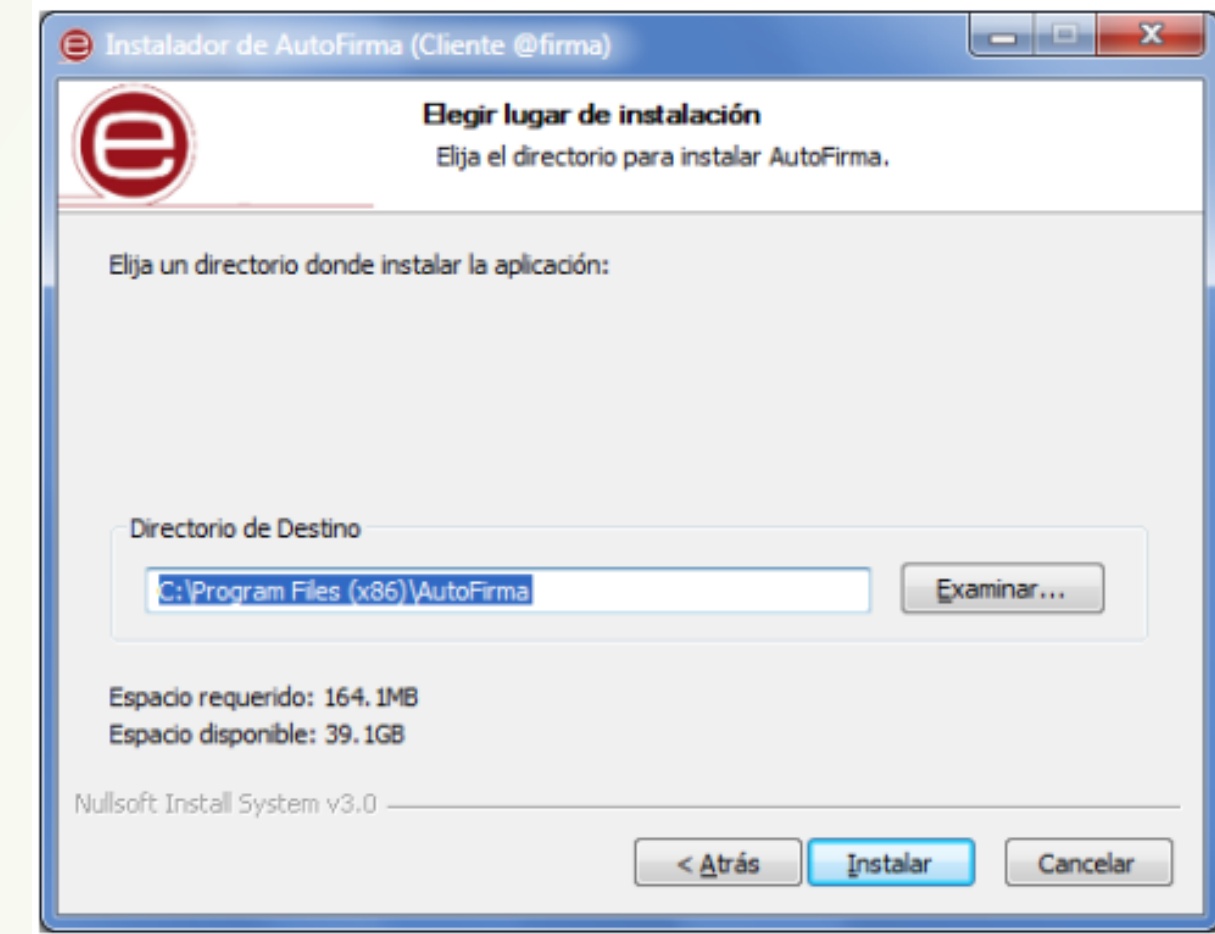 Instalador de AutoFirma (Cliente @firma)
Elegir lugar de instalación
Elija el directorio para instalar AutoFirma.
Elija un directorio donde instalar la aplicación:
Directorio de Destino
C:\Program Files (x86)\AutoFirma
Examinar...
Espacio requerido: 164.1MB
Espacio disponible: 39.1GB
Nullsoft Install System v3.0
< Atrás
Instalar
Cancelar